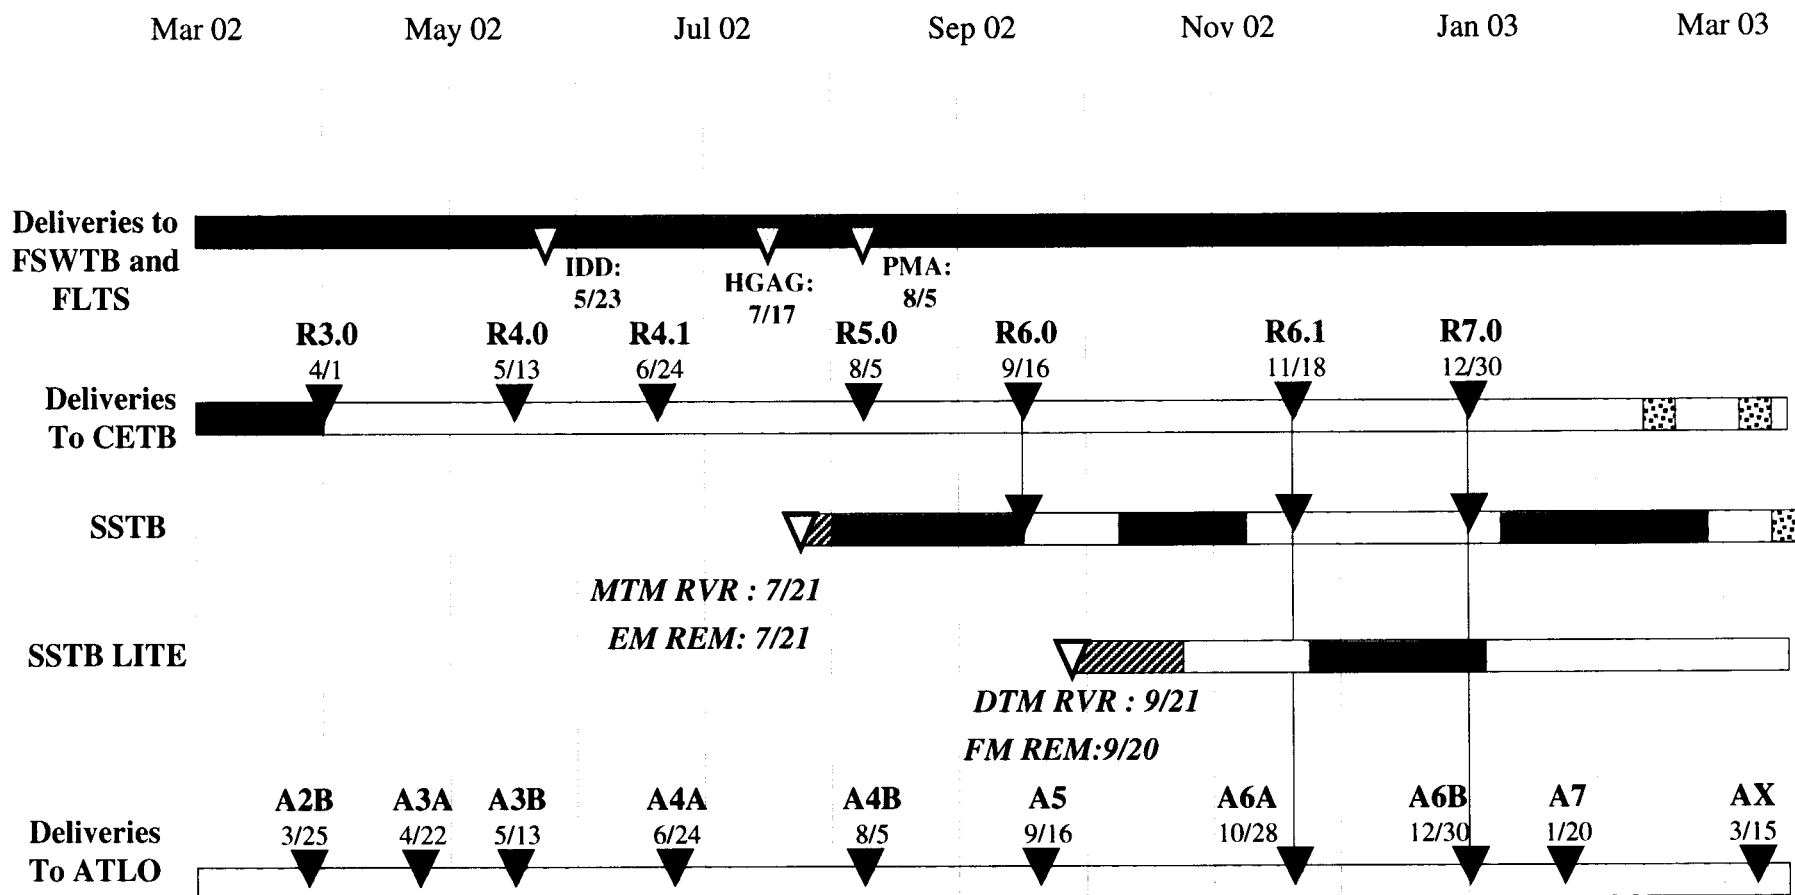 Mar 02 May 02 Jul 02 Sep 02 Nov 02 Jan 03 Mar 03
Deliveries to
FSWTB and
FLTS
IDD:
5/23
HGAG:
7/17
PMA:
8/5
R3.0 R4.0 R4.1 R5.0 R6.0 R6.1 R7.0
4/1 5/13 6/24 8/5 9/16 11/18 12/30
Deliveries
To CETB
SSTB
MTM RVR : 7/21
EM REM: 7/21
SSTB LITE
DTM RVR : 9/21
FM REM:9/20
A2B A3A A3B A4A A4B A5 A6A A6B A7 AX
3/25 4/22 5/13 6/24 8/5 9/16 10/28 12/30 1/20 3/15
Deliveries
To ATLO